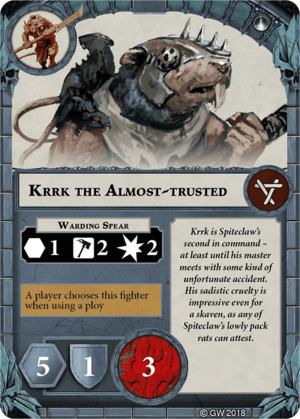 Krrk the Almost-trusted
Warding Spear
1 2 2
Krrk is Spiteclaw's
second in command –
at least until his master
meets with some kind of
unfortunate accident.
His sadistic cruelty is
impressive even for
a skaven, as any of
Spiteclaw's lowly pack
rats can attest.
A player chooses this fighter
when using a ploy
5 1 3
© GW 2018